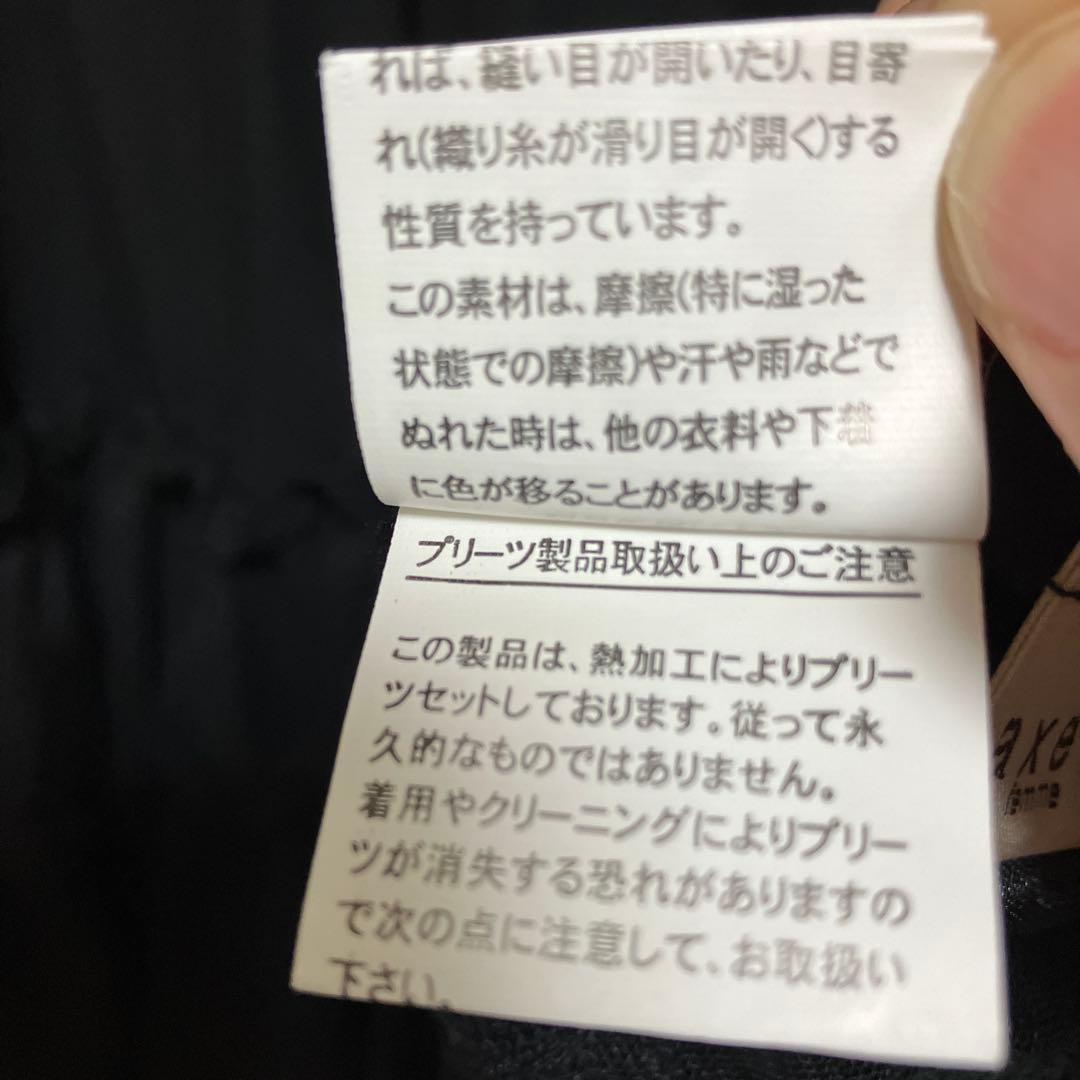 れば、縫い目が開いたり、目寄
れ(織り糸が滑り目が開く)する
性質を持っています。
この素材は、摩擦(特に湿った
状態での摩擦)や汗や雨などで
ぬれた時は、他の衣料や下着
に色が移ることがあります。
プリーツ製品取扱い上のご注意
この製品は、熱加工によりプリー
ツセットしております。従って永
久的なものではありません。
着用やクリーニングによりプリー
ツが消失する恐れがありますの
で次の点に注意して、お取扱い
下さい。
axe
femme